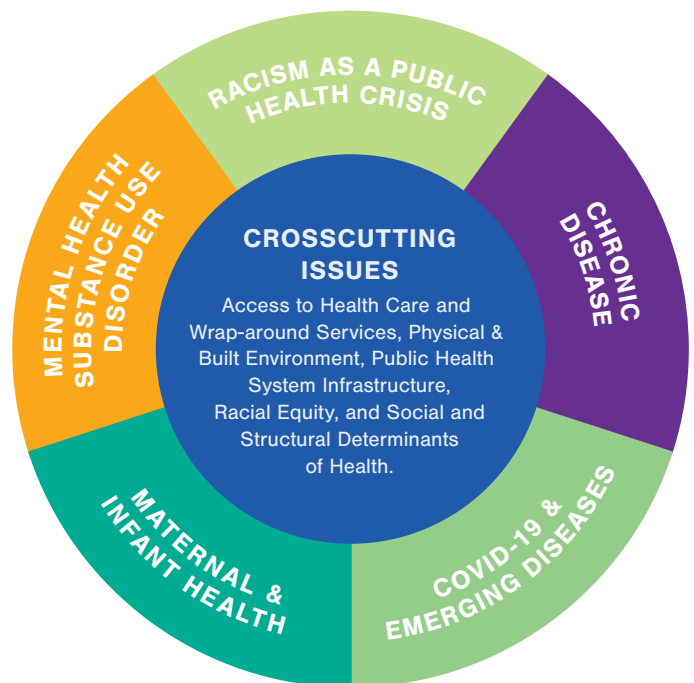 RACISM AS A PUBLIC
HEALTH CRISIS
CHRONIC
DISEASE
COVID-19 &
EMERGING DISEASES
MATERNAL &
INFANT HEALTH
MENTAL HEALTH
SUBSTANCE USE
DISORDER
CROSSCUTTING
ISSUES
Access to Health Care and
Wrap-around Services, Physical &
Built Environment, Public Health
System Infrastructure,
Racial Equity, and Social and
Structural Determinants
of Health.